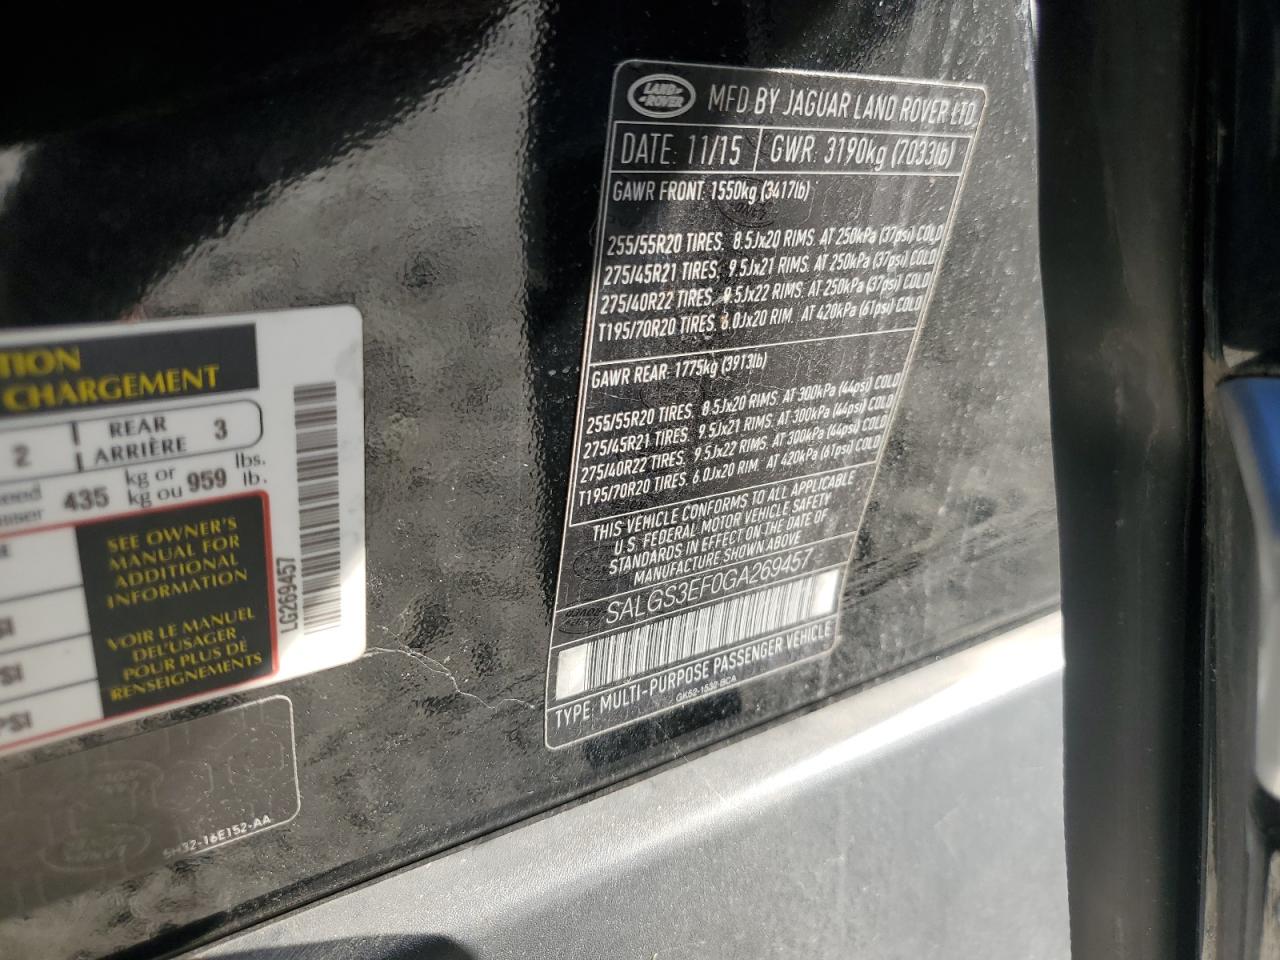 LAND ROVER
MFD BY JAGUAR LAND ROVER LTD
DATE: 11/15 GWR: 3190kg (7033lb)
GAWR FRONT: 1550kg (3417lb)
255/55R20 TIRES, 8.5Jx20 RIMS. AT 250kPa (37psi) COLD
275/45R21 TIRES, 9.5Jx21 RIMS. AT 250kPa (37psi) COLD
275/40R22 TIRES, 9.5Jx22 RIMS. AT 250kPa (37psi) COLD
T195/70R20 TIRES, 6.0Jx20 RIM. AT 420kPa (61psi) COLD
GAWR REAR: 1775kg (3913lb)
255/55R20 TIRES, 8.5Jx20 RIMS. AT 300kPa (44psi) COLD
275/45R21 TIRES, 9.5Jx21 RIMS. AT 300kPa (44psi) COLD
275/40R22 TIRES, 9.5Jx22 RIMS. AT 300kPa (44psi) COLD
T195/70R20 TIRES, 6.0Jx20 RIM AT 420kPa (61psi) COLD
THIS VEHICLE CONFORMS TO ALL APPLICABLE
U.S. FEDERAL MOTOR VEHICLE SAFETY
STANDARDS IN EFFECT ON THE DATE OF
MANUFACTURE SHOWN ABOVE
SALGS3EF0GA269457
TYPE: MULTI-PURPOSE PASSENGER VEHICLE
GK52-1532-BCA
CHARGEMENT
2 REAR 3
ARRIÈRE
435 kg or 959 lbs.
kg ou lb.
SEE OWNER'S
MANUAL FOR
ADDITIONAL
INFORMATION
VOIR LE MANUEL
DE L'USAGER
POUR PLUS DE
RENSEIGNEMENTS
PSI
LG269457
16E152-AA